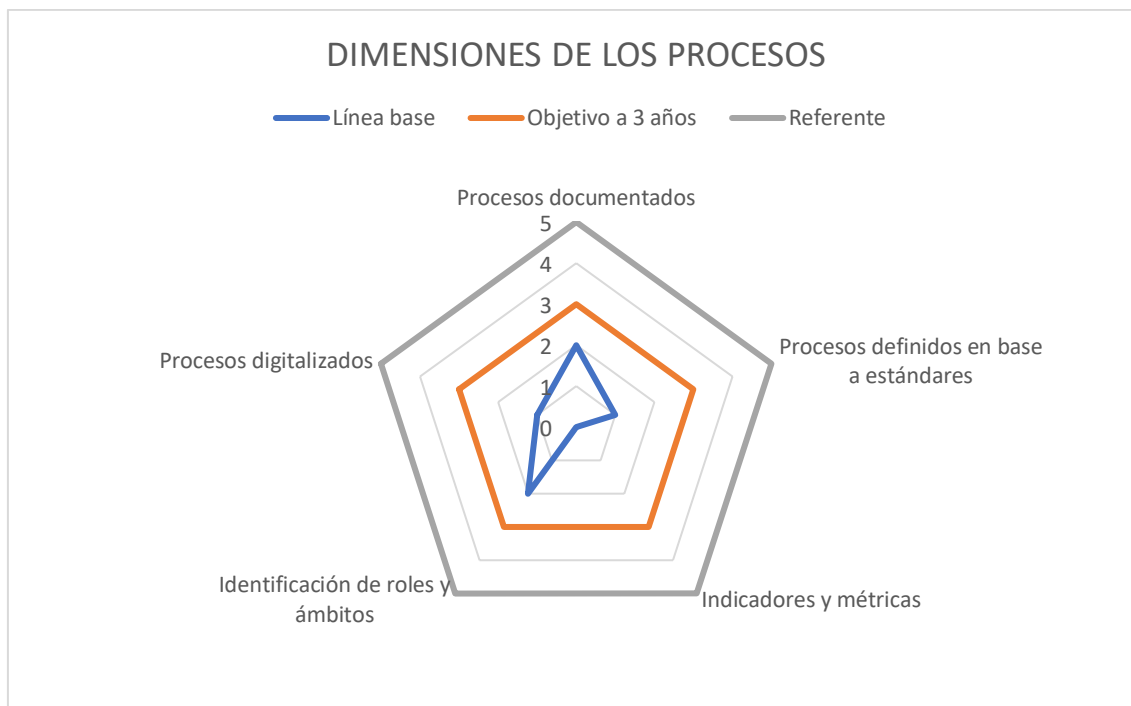 DIMENSIONES DE LOS PROCESOS
Línea base
Objetivo a 3 años
Referente
Procesos documentados
5
4
3
2
1
0
Procesos definidos en base
a estándares
Indicadores y métricas
Identificación de roles y
ámbitos
Procesos digitalizados